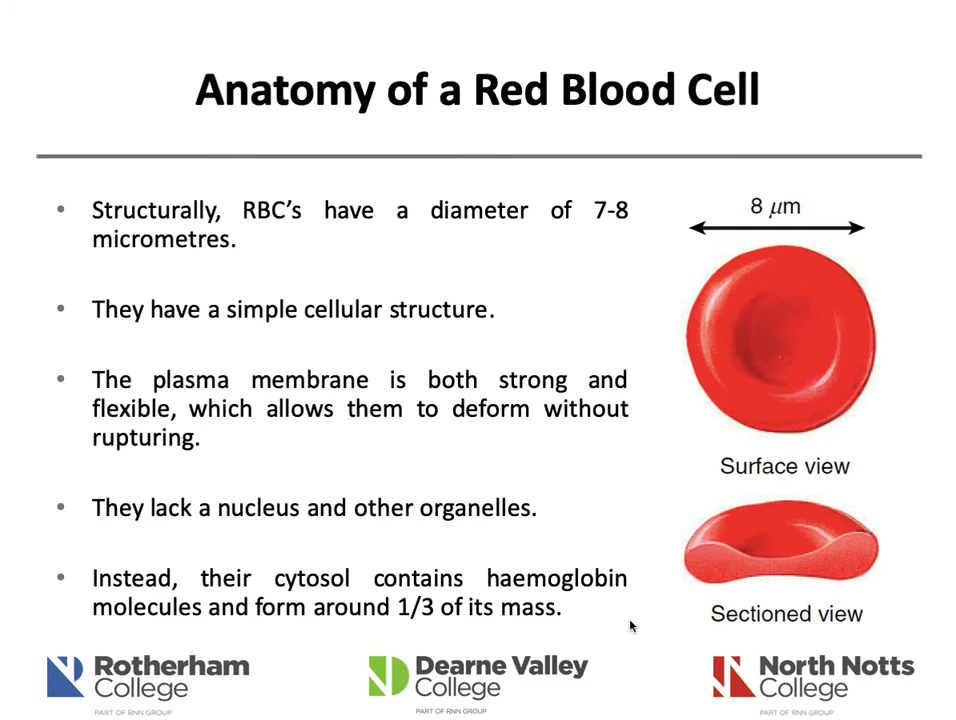 Anatomy of a Red Blood Cell
• Structurally, RBC's have a diameter of 7-8
micrometres.
• They have a simple cellular structure.
• The plasma membrane is both strong and
flexible, which allows them to deform without
rupturing.
• They lack a nucleus and other organelles.
• Instead, their cytosol contains haemoglobin
molecules and form around 1/3 of its mass.
8 µm
Surface view
Sectioned view
Rotherham
College
PART OF RNN GROUP
Dearne Valley
College
PART OF RNN GROUP
North Notts
College
PART OF RNN GROUP